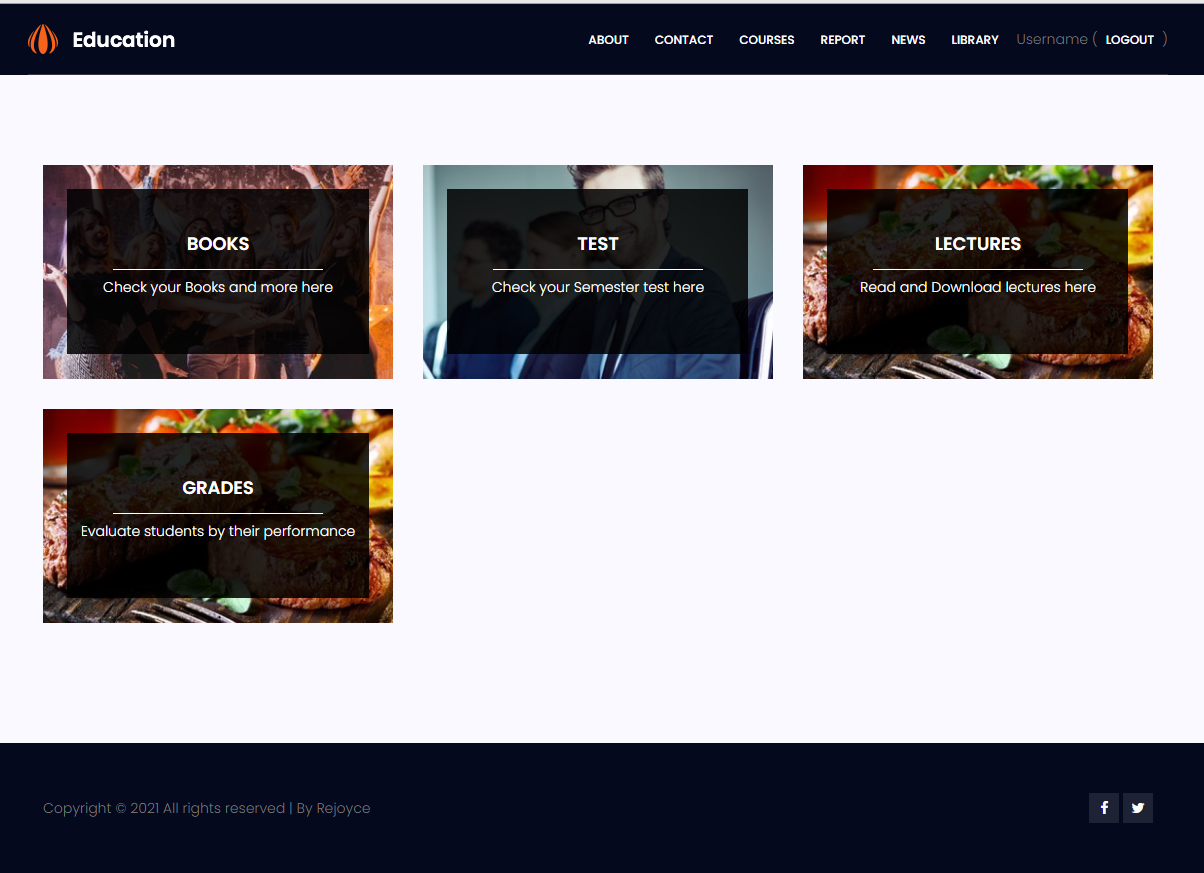 Education
ABOUT CONTACT COURSES REPORT NEWS LIBRARY Username ( LOGOUT )
BOOKS
Check your Books and more here
TEST
Check your Semester test here
LECTURES
Read and Download lectures here
GRADES
Evaluate students by their performance
Copyright © 2021 All rights reserved | By Rejoyce